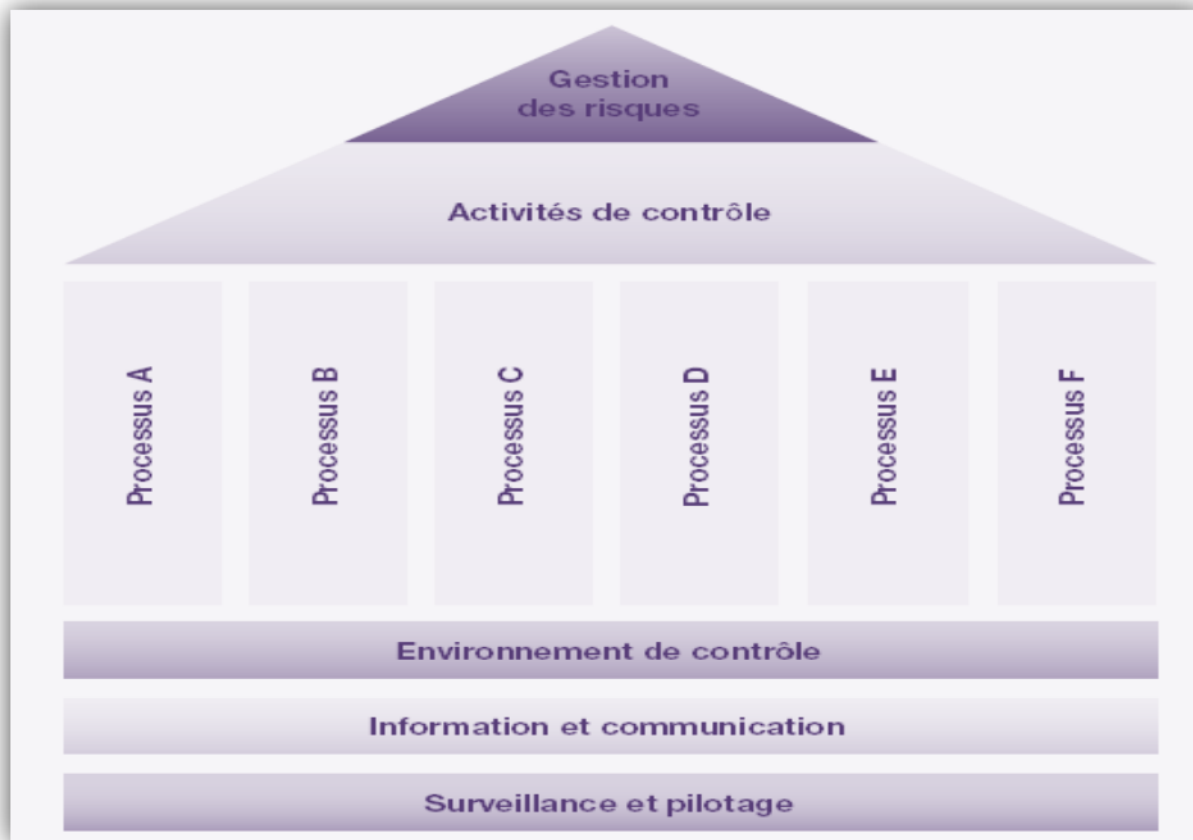 Gestion
des risques
Activités de contrôle
Processus A
Processus B
Processus C
Processus D
Processus E
Processus F
Environnement de contrôle
Information et communication
Surveillance et pilotage